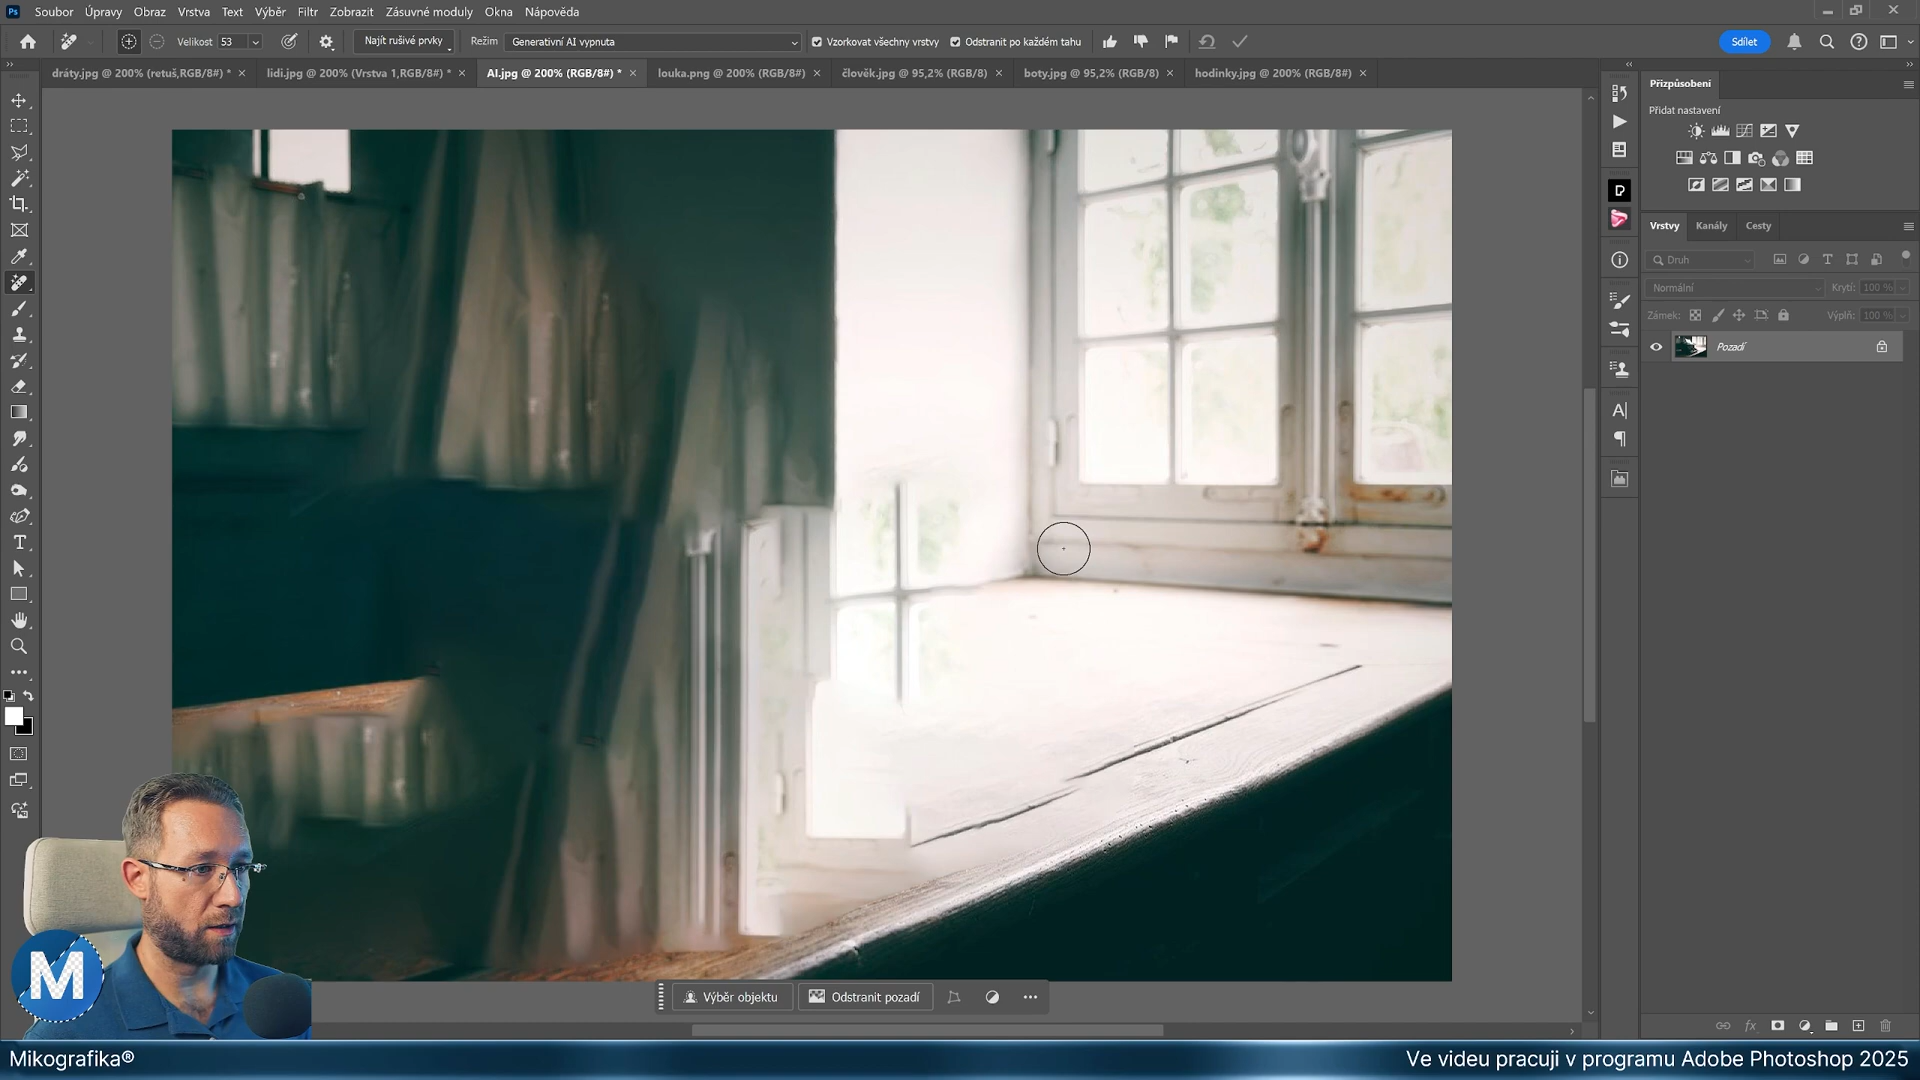 Ps Soubor Úpravy Obraz Vrstva Text Výběr Filtr Zobrazit Zásuvné moduly Okna Nápověda
Velikost 53 Najít rušivé prvky Režim Generativní AI vypnuta Vzorkovat všechny vrstvy Odstranit po každém tahu Sdílet
dráty.jpg @ 200% (retuš,RGB/8#) * lidi.jpg @ 200% (Vrstva 1,RGB/8#) * AI.jpg @ 200% (RGB/8#) * louka.png @ 200% (RGB/8#) člověk.jpg @ 95,2% (RGB/8) boty.jpg @ 95,2% (RGB/8) hodinky.jpg @ 200% (RGB/8#)
Přizpůsobení
Přidat nastavení
Vrstvy Kanály Cesty
Druh
Normální Krytí: 100 %
Zámek: Výplň: 100 %
Pozadí
Výběr objektu Odstranit pozadí
M
Mikografika® Ve videu pracuji v programu Adobe Photoshop 2025